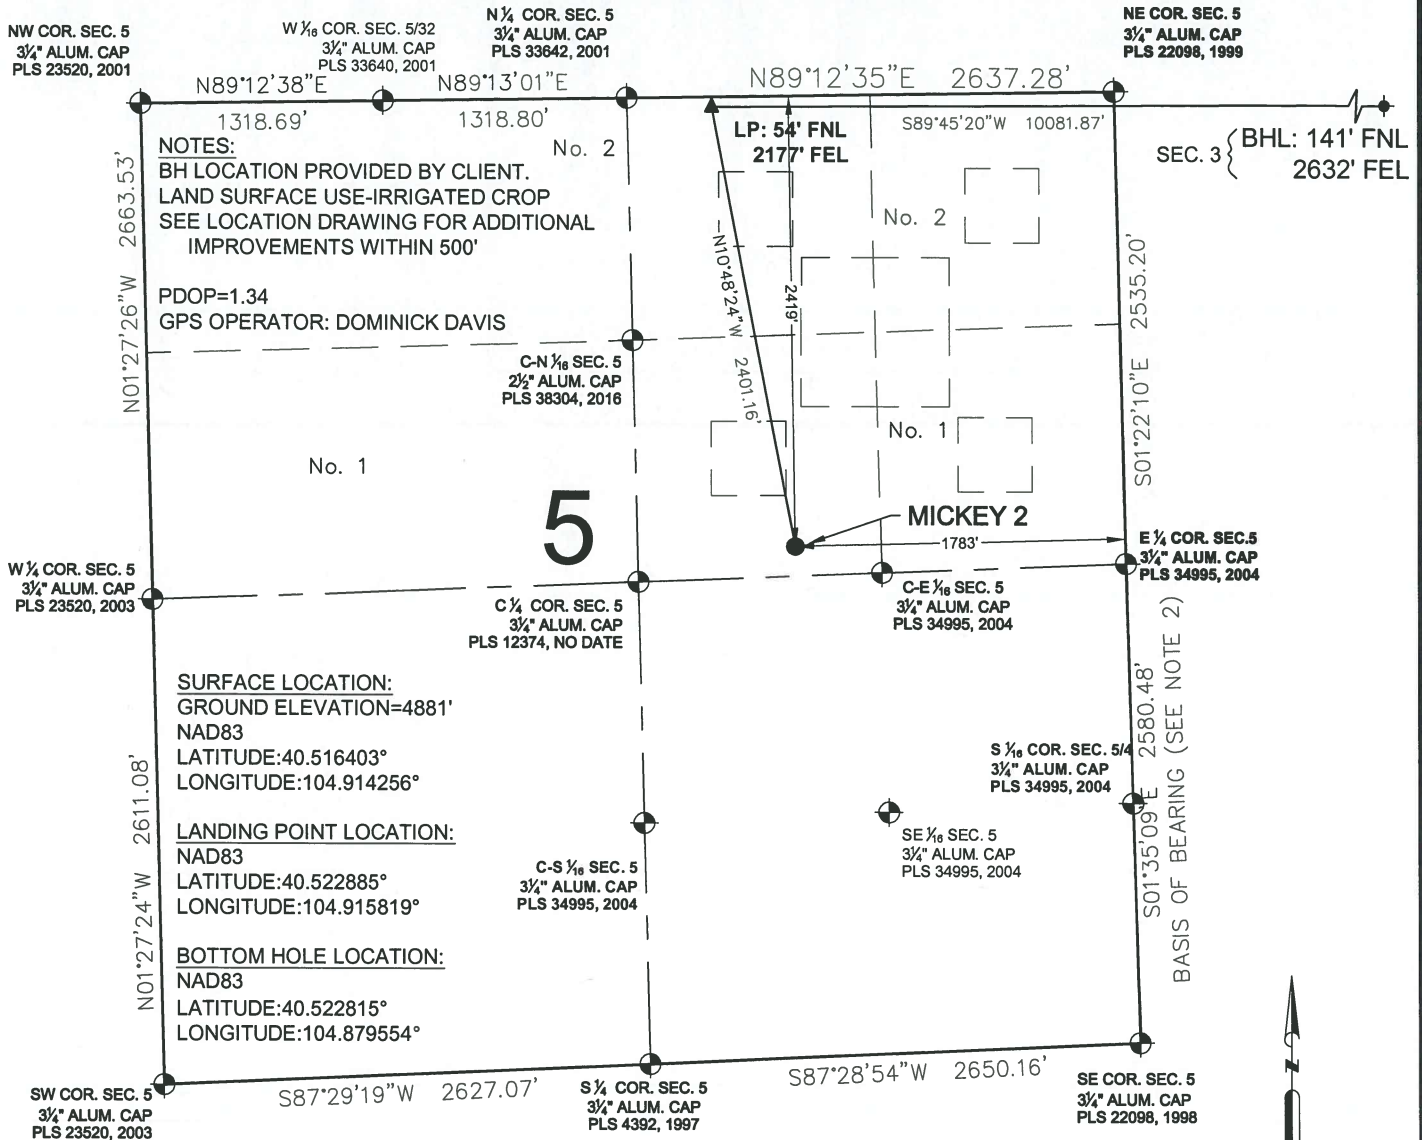 NW COR. SEC. 5
3¼" ALUM. CAP
PLS 23520, 2001
W 1/16 COR. SEC. 5/32
3¼" ALUM. CAP
PLS 33640, 2001
N ¼ COR. SEC. 5
3¼" ALUM. CAP
PLS 33642, 2001
NE COR. SEC. 5
3¼" ALUM. CAP
PLS 22098, 1999
N89°12'38"E
1318.69'
N89°13'01"E
1318.80'
N89°12'35"E 2637.28'
S89°45'20"W 10081.87'
LP: 54' FNL
2177' FEL
SEC. 3 { BHL: 141' FNL
2632' FEL
NOTES:
BH LOCATION PROVIDED BY CLIENT.
LAND SURFACE USE-IRRIGATED CROP
SEE LOCATION DRAWING FOR ADDITIONAL
IMPROVEMENTS WITHIN 500'
PDOP=1.34
GPS OPERATOR: DOMINICK DAVIS
No. 2
No. 2
N01°27'26"W 2663.53'
N10°48'24"W 2401.16'
2419'
S01°22'10"E 2535.20'
C-N 1/16 SEC. 5
2½" ALUM. CAP
PLS 38304, 2016
No. 1
No. 1
5
MICKEY 2
1783'
W ¼ COR. SEC. 5
3¼" ALUM. CAP
PLS 23520, 2003
C ¼ COR. SEC. 5
3¼" ALUM. CAP
PLS 12374, NO DATE
C-E 1/16 SEC. 5
3¼" ALUM. CAP
PLS 34995, 2004
E ¼ COR. SEC.5
3¼" ALUM. CAP
PLS 34995, 2004
SURFACE LOCATION:
GROUND ELEVATION=4881'
NAD83
LATITUDE:40.516403°
LONGITUDE:104.914256°
LANDING POINT LOCATION:
NAD83
LATITUDE:40.522885°
LONGITUDE:104.915819°
BOTTOM HOLE LOCATION:
NAD83
LATITUDE:40.522815°
LONGITUDE:104.879554°
N01°27'24"W 2611.08'
C-S 1/16 SEC. 5
3¼" ALUM. CAP
PLS 34995, 2004
S 1/16 COR. SEC. 5/4
3¼" ALUM. CAP
PLS 34995, 2004
SE 1/16 SEC. 5
3¼" ALUM. CAP
PLS 34995, 2004
S01°35'09"E 2580.48'
BASIS OF BEARING (SEE NOTE 2)
SW COR. SEC. 5
3¼" ALUM. CAP
PLS 23520, 2003
S87°29'19"W 2627.07'
S ¼ COR. SEC. 5
3¼" ALUM. CAP
PLS 4392, 1997
S87°28'54"W 2650.16'
SE COR. SEC. 5
3¼" ALUM. CAP
PLS 22098, 1998
N